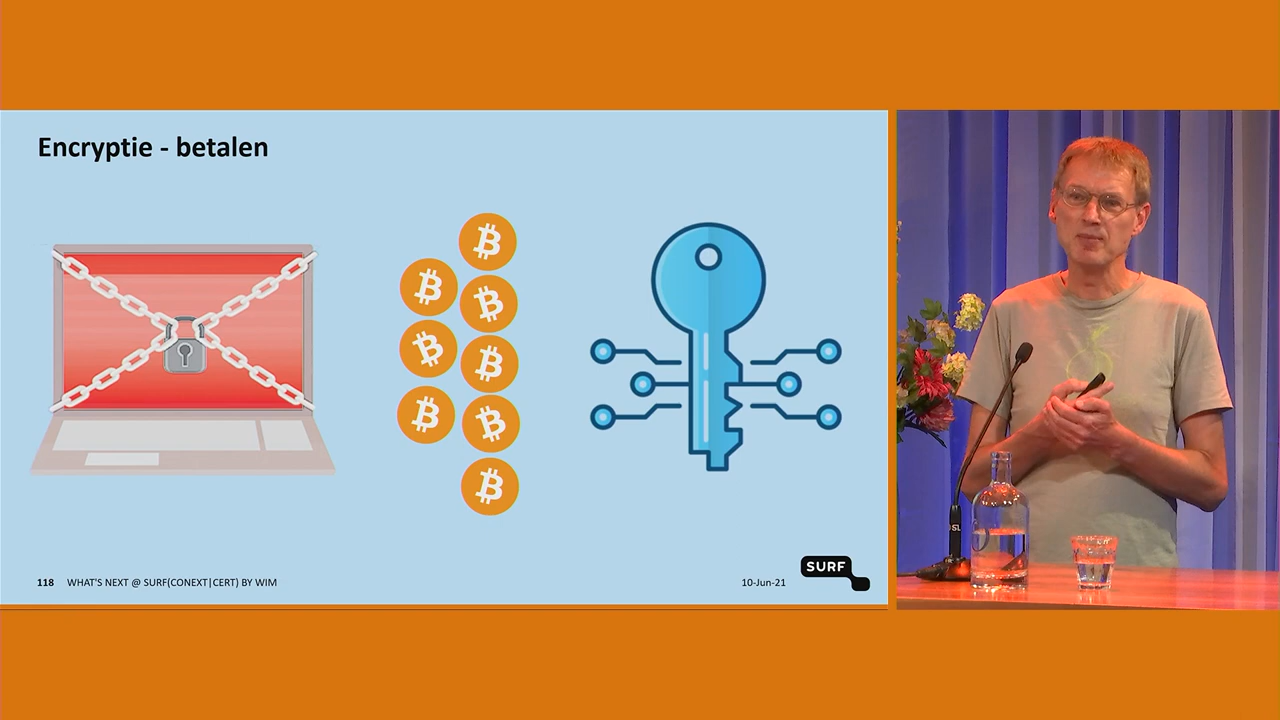 Encryptie - betalen
118 WHAT'S NEXT @ SURF(CONEXT|CERT) BY WIM
10-Jun-21
SURF